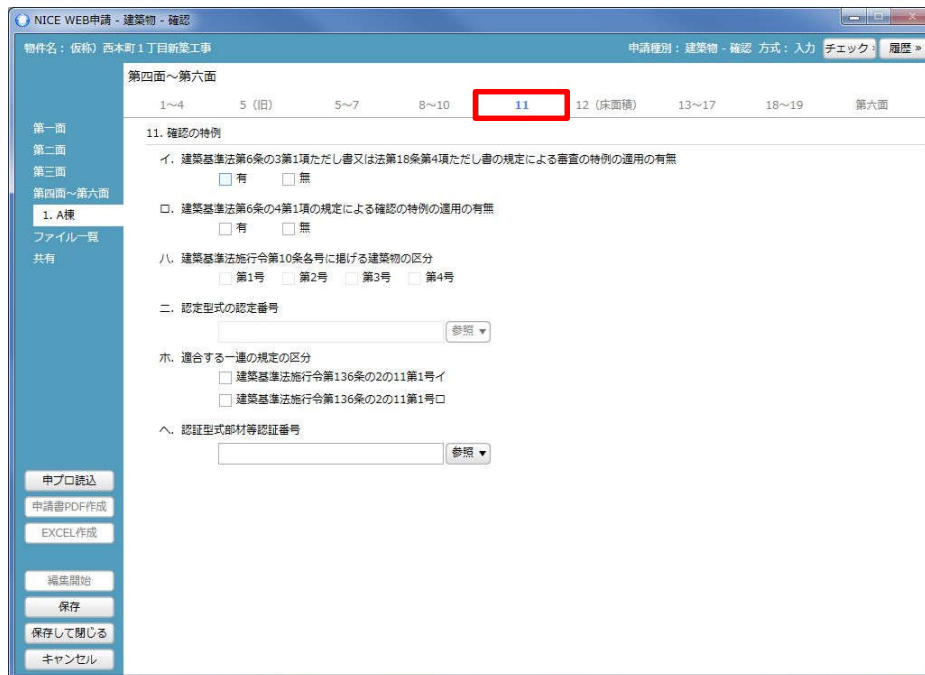 NICE WEB申請 - 建築物 - 確認
物件名： 仮称）西本町１丁目新築工事 申請種別： 建築物 - 確認 方式： 入力 チェック 履歴 »
第四面～第六面
1～4 5（旧） 5～7 8～10 11 12（床面積） 13～17 18～19 第六面
第一面
第二面
第三面
第四面～第六面
1. A棟
ファイル一覧
共有
11. 確認の特例
イ．建築基準法第6条の3第1項ただし書又は法第18条第4項ただし書の規定による審査の特例の適用の有無
有 無
ロ．建築基準法第6条の4第1項の規定による確認の特例の適用の有無
有 無
ハ．建築基準法施行令第10条各号に掲げる建築物の区分
第1号 第2号 第3号 第4号
ニ．認定型式の認定番号
参照 ▼
ホ．適合する一連の規定の区分
建築基準法施行令第136条の2の11第1号イ
建築基準法施行令第136条の2の11第1号ロ
ヘ．認証型式部材等認証番号
参照 ▼
申プロ読込
申請書PDF作成
EXCEL作成
編集開始
保存
保存して閉じる
キャンセル